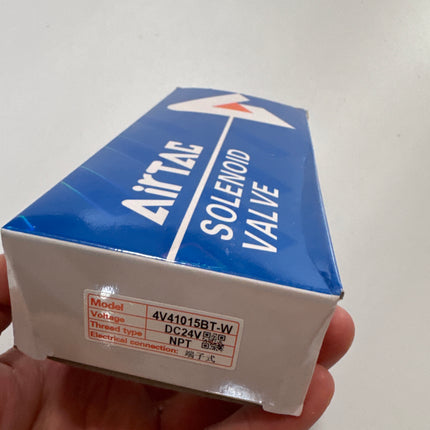 AirTAC
SOLENOID
VALVE
Model 4V41015BT-W
Voltage DC24V
Thread type NPT
Electrical connection: 端子式